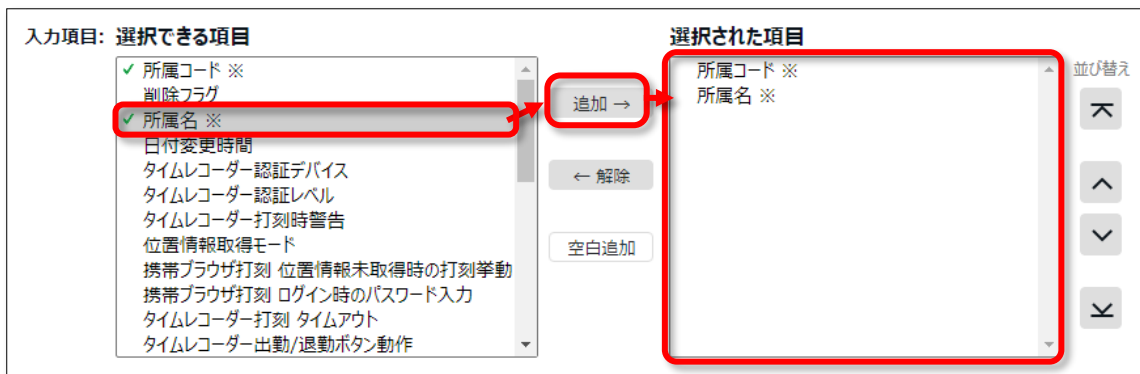 入力項目: 選択できる項目
✓ 所属コード ※
削除フラグ
✓ 所属名 ※
日付変更時間
タイムレコーダー認証デバイス
タイムレコーダー認証レベル
タイムレコーダー打刻時警告
位置情報取得モード
携帯ブラウザ打刻 位置情報未取得時の打刻挙動
携帯ブラウザ打刻 ログイン時のパスワード入力
タイムレコーダー打刻 タイムアウト
タイムレコーダー出勤/退勤ボタン動作
追加 →
← 解除
空白追加
選択された項目
所属コード ※
所属名 ※
並び替え